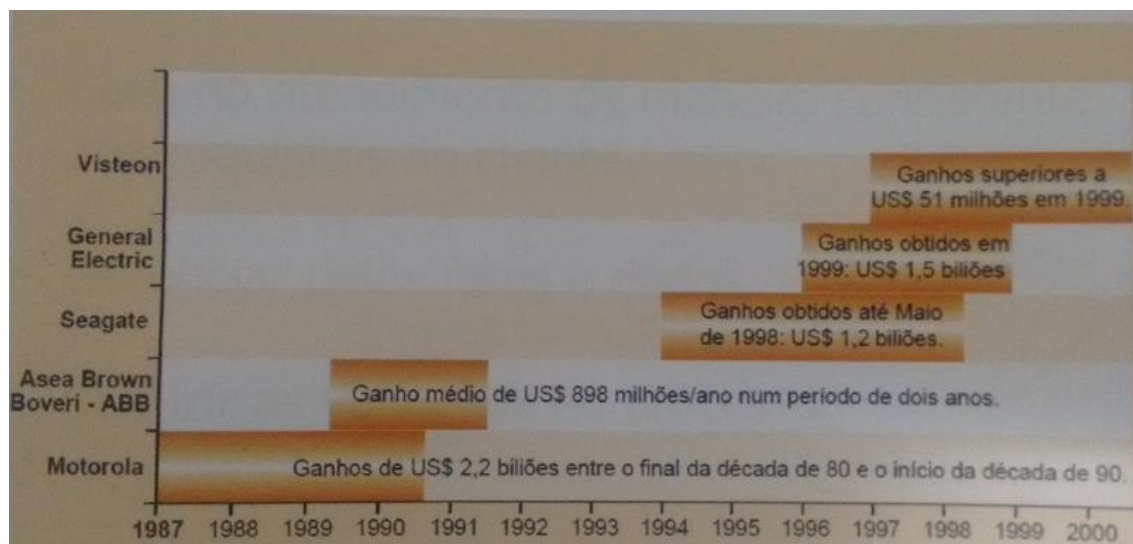 Visteon
Ganhos superiores a
US$ 51 milhões em 1999.
General
Electric
Ganhos obtidos em
1999: US$ 1,5 biliões
Seagate
Ganhos obtidos até Maio
de 1998: US$ 1,2 biliões.
Asea Brown
Boveri - ABB
Ganho médio de US$ 898 milhões/ano num período de dois anos.
Motorola
Ganhos de US$ 2,2 biliões entre o final da década de 80 e o início da década de 90.
1987 1988 1989 1990 1991 1992 1993 1994 1995 1996 1997 1998 1999 2000